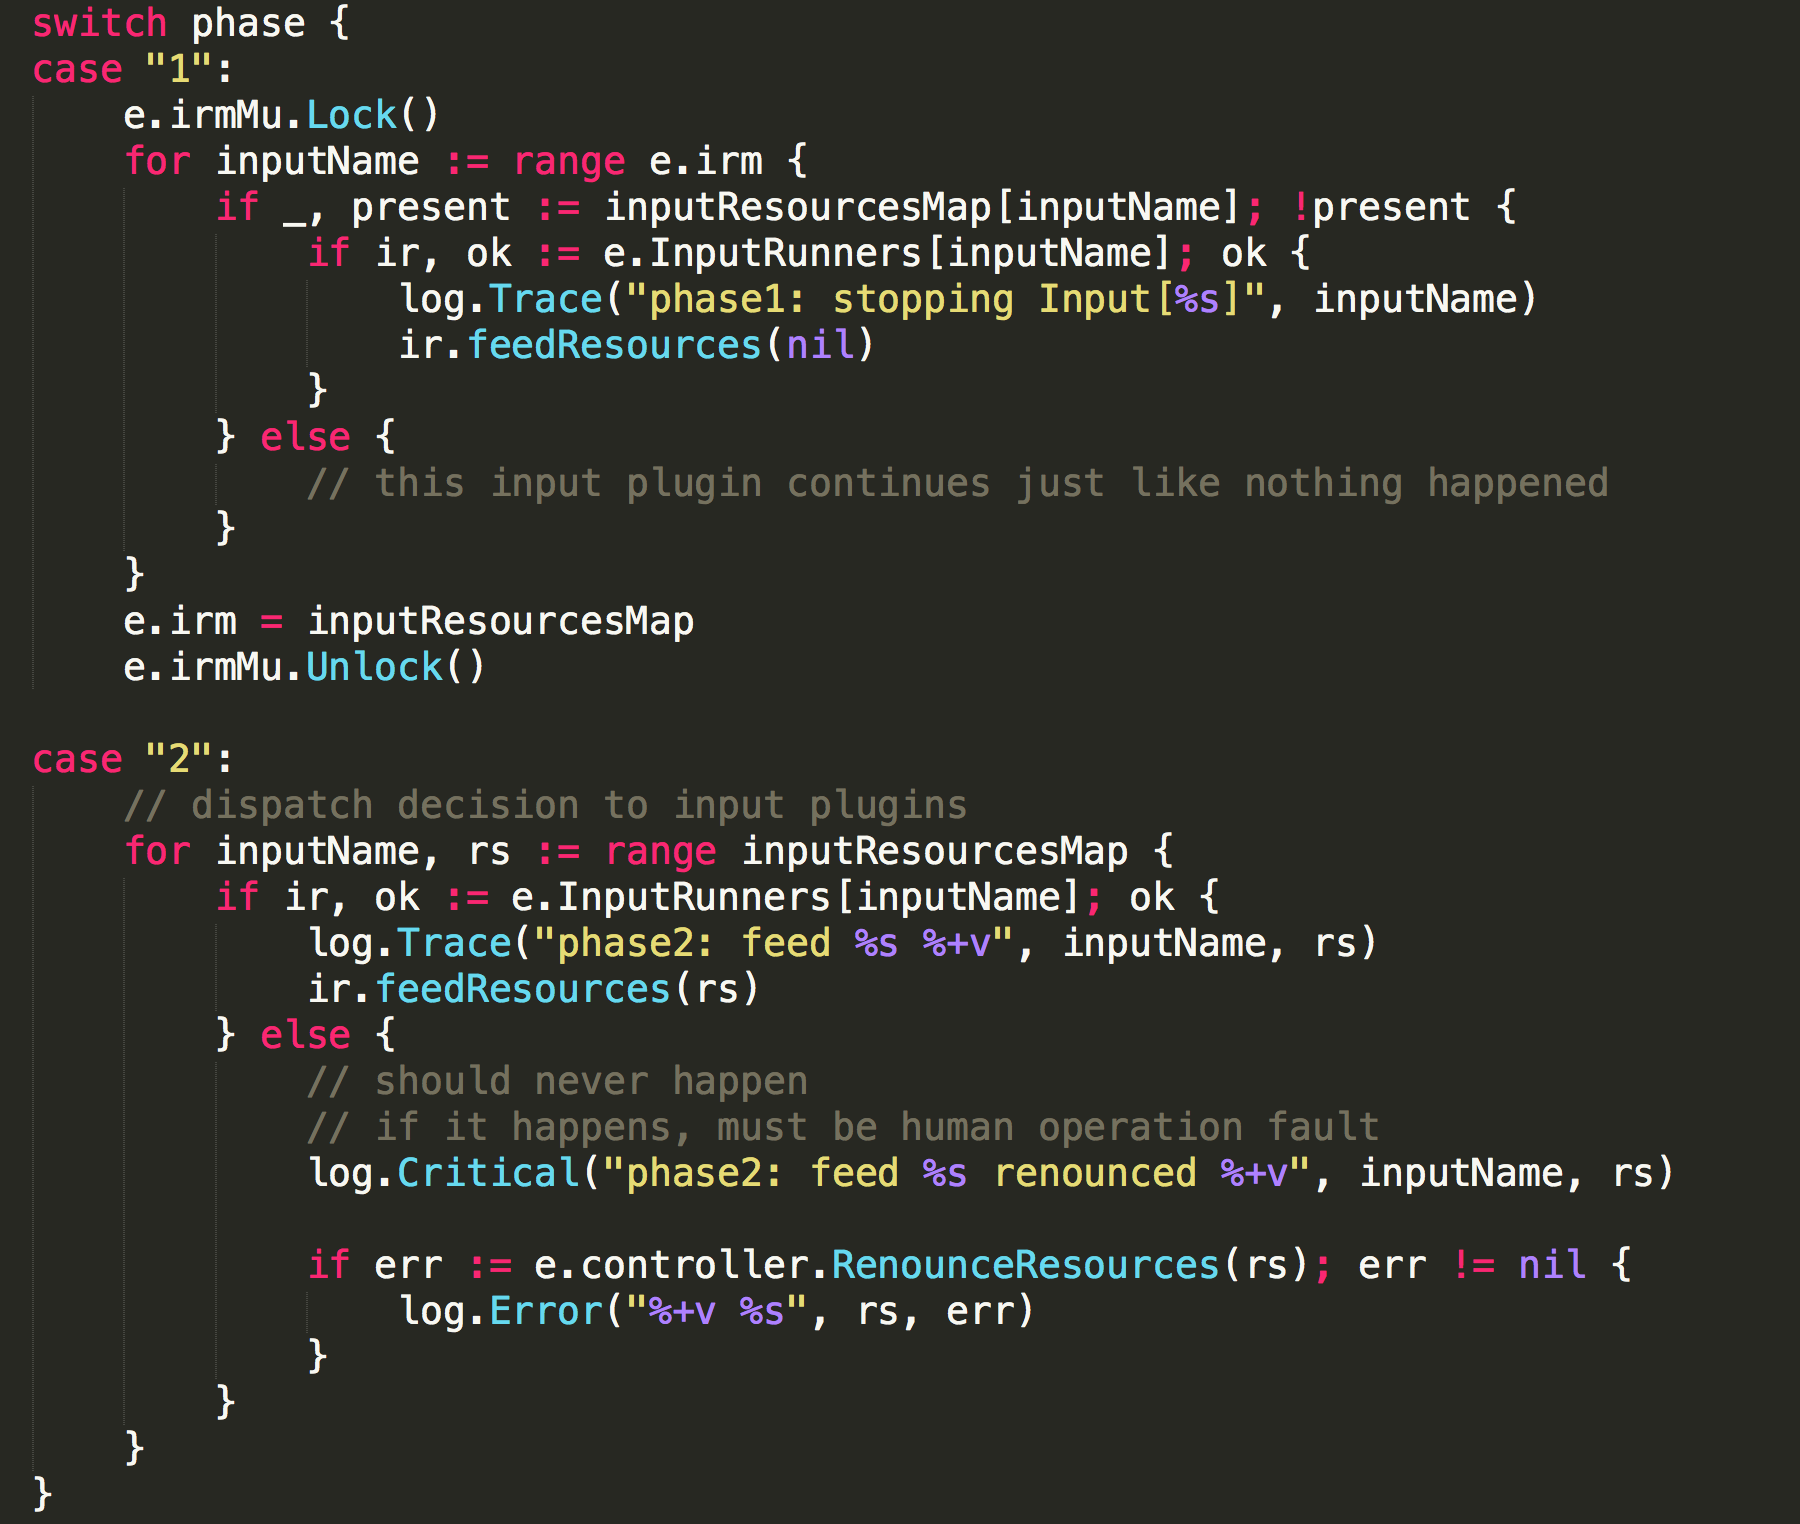 switch phase {
case "1":
    e.irmMu.Lock()
    for inputName := range e.irm {
        if _, present := inputResourcesMap[inputName]; !present {
            if ir, ok := e.InputRunners[inputName]; ok {
                log.Trace("phase1: stopping Input[%s]", inputName)
                ir.feedResources(nil)
            }
        } else {
            // this input plugin continues just like nothing happened
        }
    }
    e.irm = inputResourcesMap
    e.irmMu.Unlock()

case "2":
    // dispatch decision to input plugins
    for inputName, rs := range inputResourcesMap {
        if ir, ok := e.InputRunners[inputName]; ok {
            log.Trace("phase2: feed %s %+v", inputName, rs)
            ir.feedResources(rs)
        } else {
            // should never happen
            // if it happens, must be human operation fault
            log.Critical("phase2: feed %s renounced %+v", inputName, rs)

            if err := e.controller.RenounceResources(rs); err != nil {
                log.Error("%+v %s", rs, err)
            }
        }
    }
}